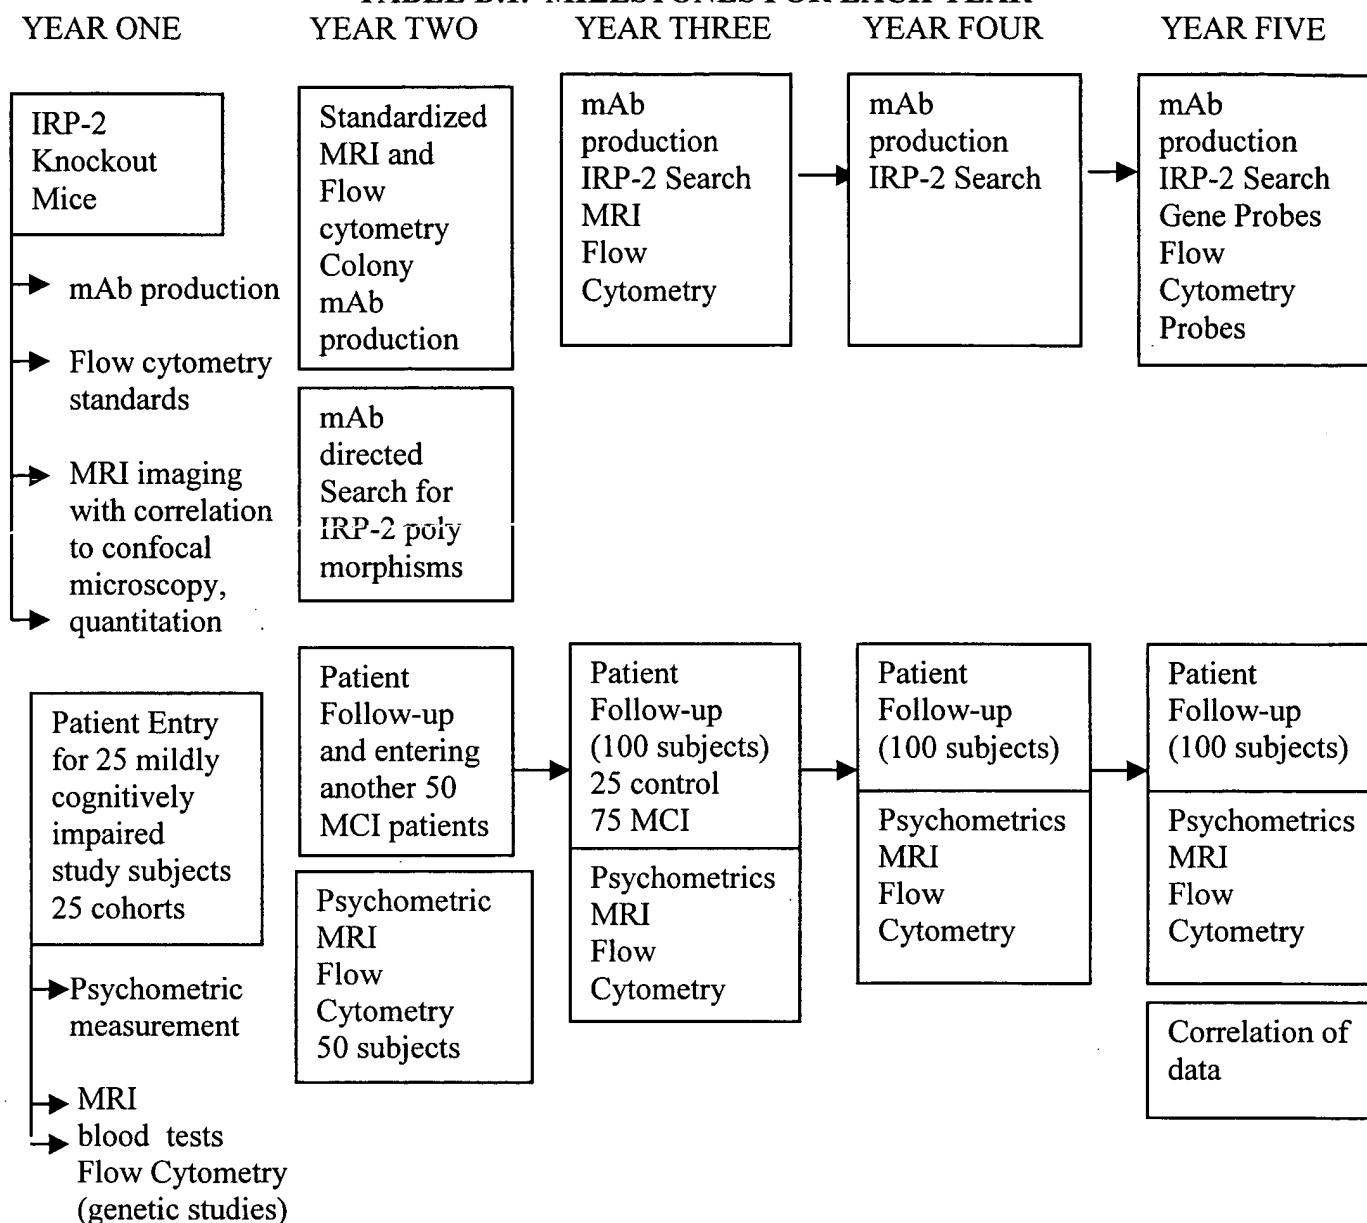 TABLE B.1. MILESTONES FOR EACH YEAR
YEAR ONE
IRP-2
Knockout
Mice
mAb production
Flow cytometry
standards
MRI imaging
with correlation
to confocal
microscopy,
quantitation
Patient Entry
for 25 mildly
cognitively
impaired
study subjects
25 cohorts
Psychometric
measurement
MRI
blood tests
Flow Cytometry
(genetic studies)
YEAR TWO
Standardized
MRI and
Flow
cytometry
Colony
mAb
production
mAb
directed
Search for
IRP-2 poly
morphisms
Patient
Follow-up
and entering
another 50
MCI patients
Psychometric
MRI
Flow
Cytometry
50 subjects
YEAR THREE
mAb
production
IRP-2 Search
MRI
Flow
Cytometry
Patient
Follow-up
(100 subjects)
25 control
75 MCI
Psychometrics
MRI
Flow
Cytometry
YEAR FOUR
mAb
production
IRP-2 Search
Patient
Follow-up
(100 subjects)
Psychometrics
MRI
Flow
Cytometry
YEAR FIVE
mAb
production
IRP-2 Search
Gene Probes
Flow
Cytometry
Probes
Patient
Follow-up
(100 subjects)
Psychometrics
MRI
Flow
Cytometry
Correlation of
data